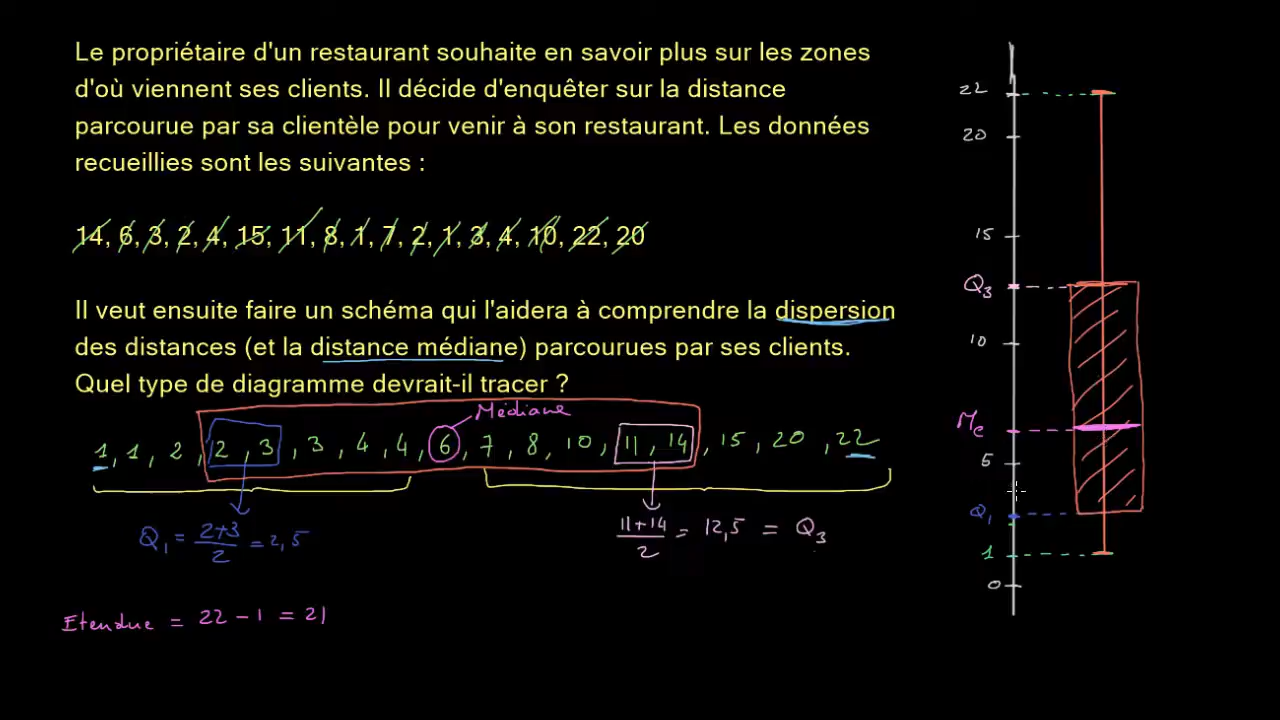 Le propriétaire d'un restaurant souhaite en savoir plus sur les zones
d'où viennent ses clients. Il décide d'enquêter sur la distance
parcourue par sa clientèle pour venir à son restaurant. Les données
recueillies sont les suivantes :
14, 6, 3, 2, 4, 15, 11, 8, 1, 7, 2, 1, 3, 4, 10, 22, 20
Il veut ensuite faire un schéma qui l'aidera à comprendre la dispersion
des distances (et la distance médiane) parcourues par ses clients.
Quel type de diagramme devrait-il tracer ?
Médiane
1, 1, 2, 2, 3, 3, 4, 4, 6, 7, 8, 10, 11, 14, 15, 20, 22
Q1 = 2+3/2 = 2,5
11+14/2 = 12,5 = Q3
Etendue = 22 - 1 = 21
22
20
15
Q3
10
Me
5
Q1
1
0